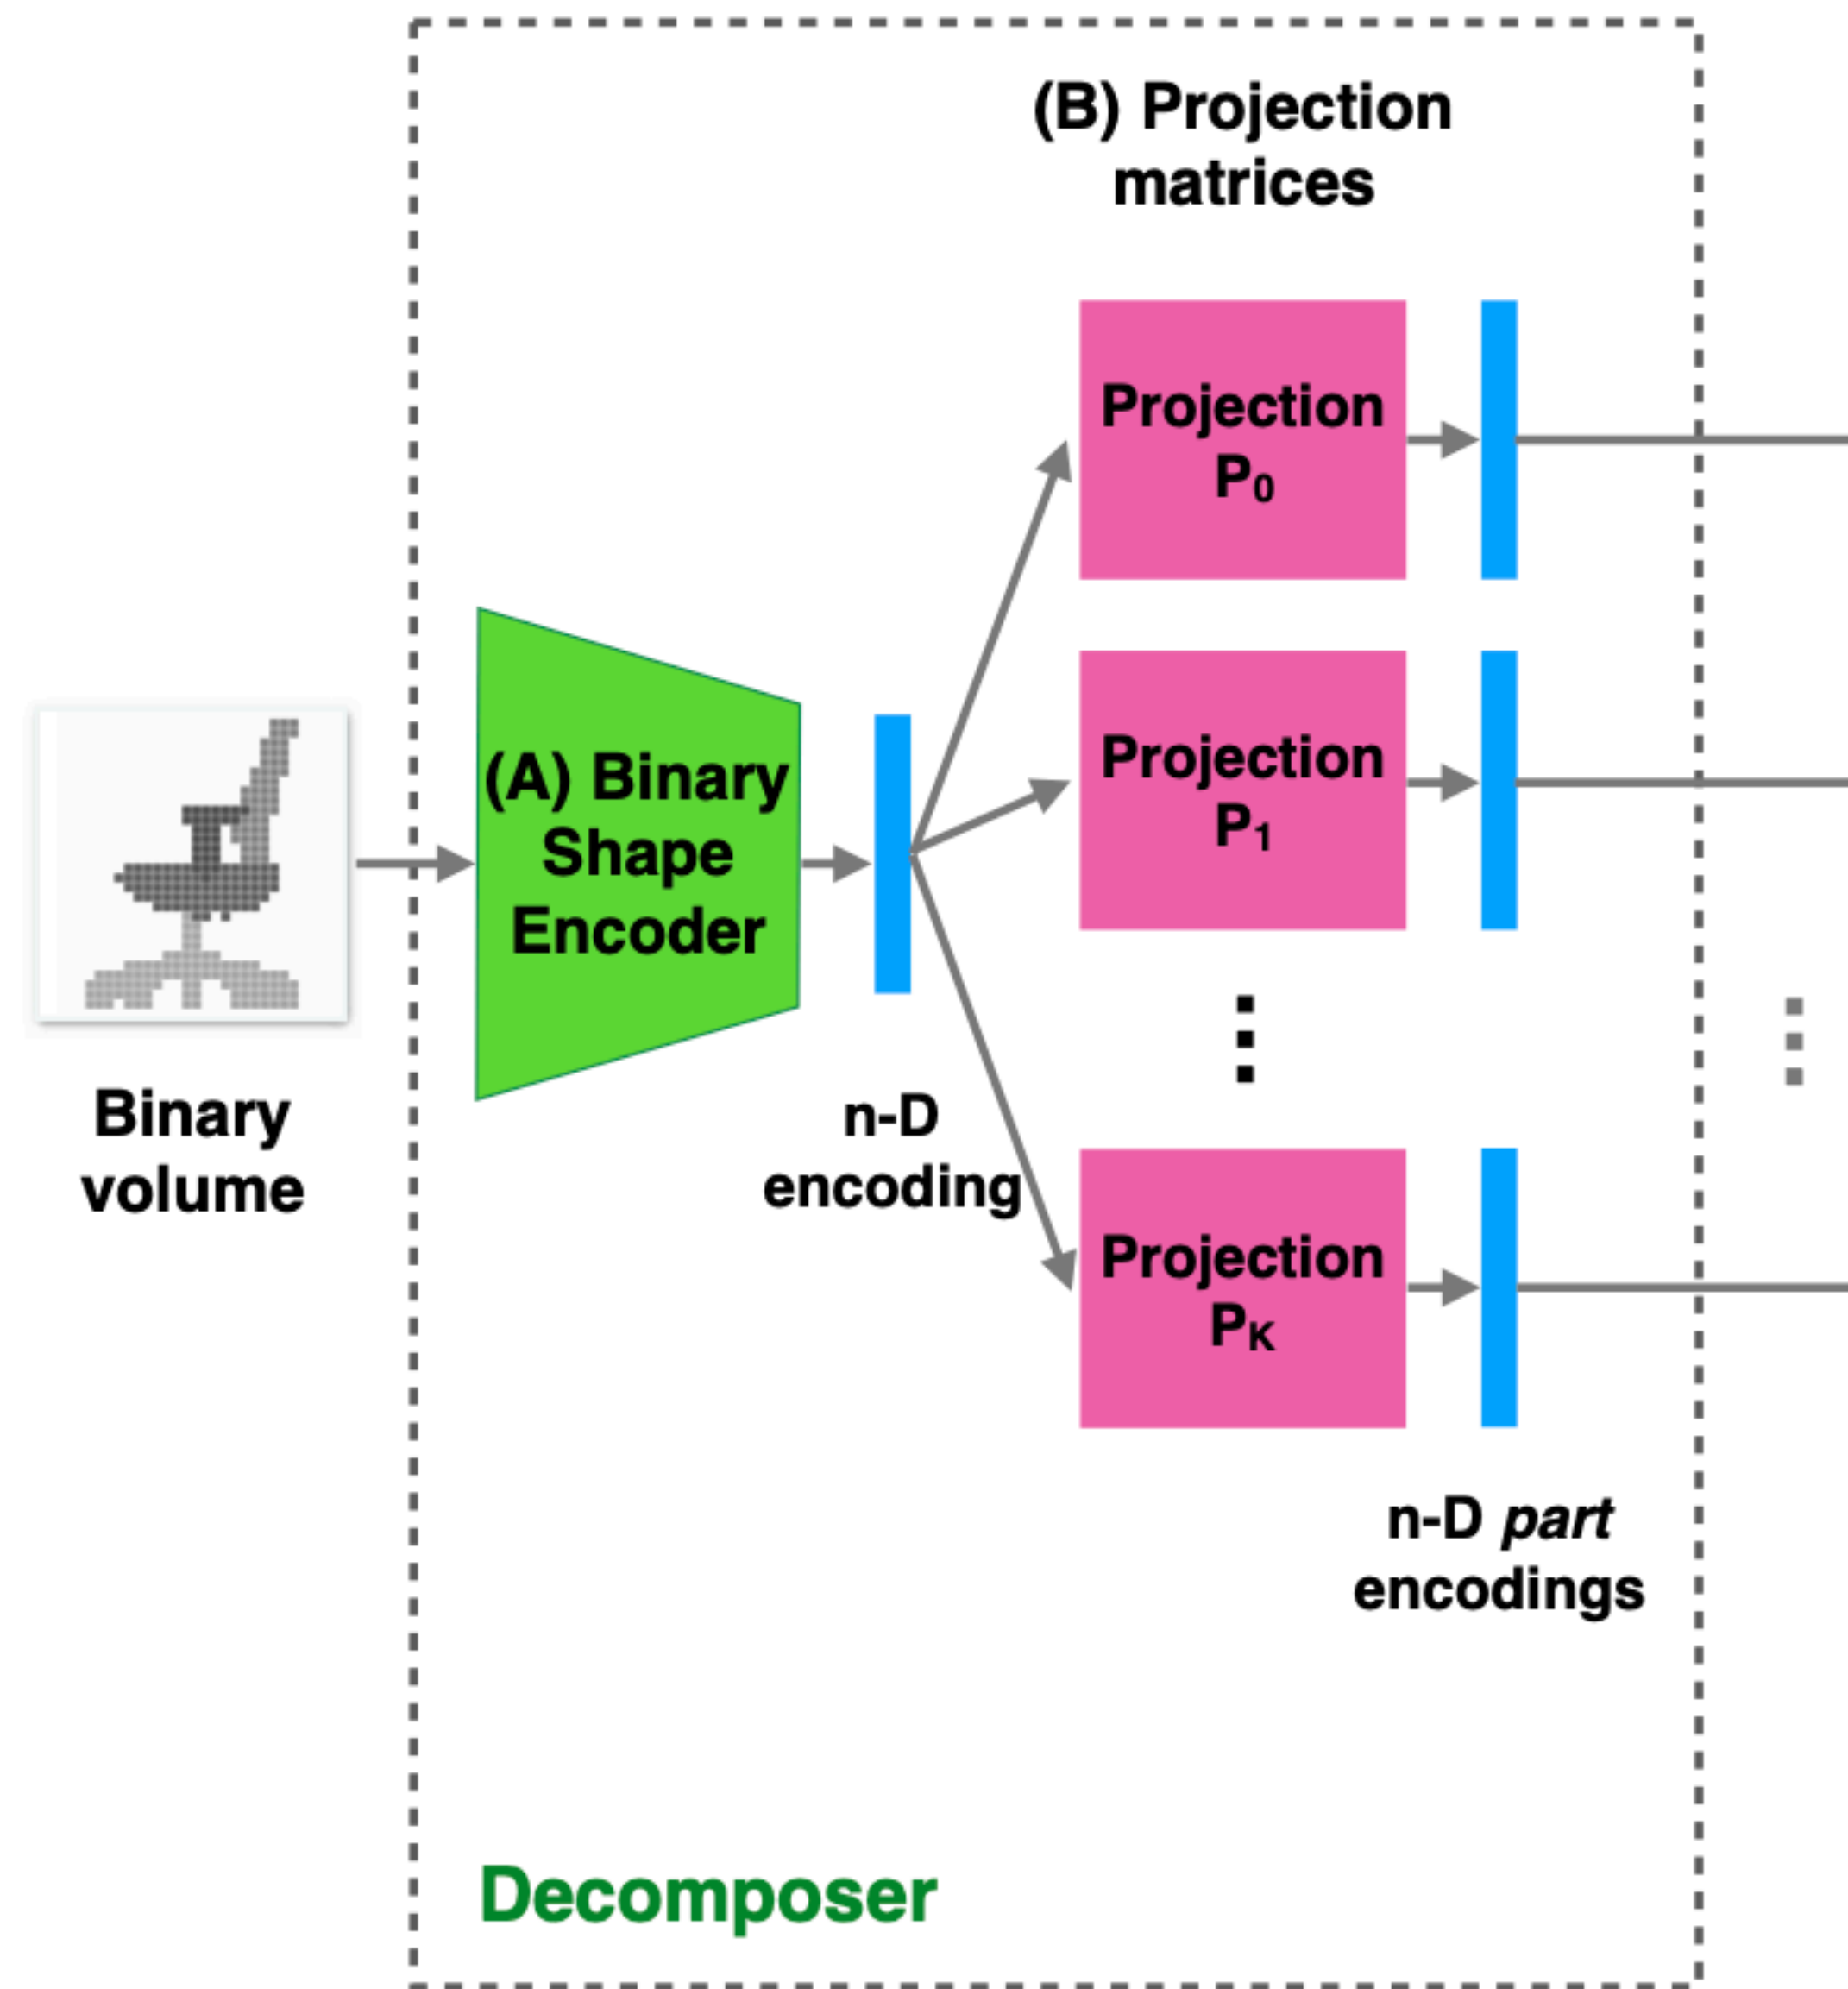 (B) Projection
matrices
Projection
P₀
Projection
P₁
(A) Binary
Shape
Encoder
Binary
volume
n-D
encoding
Projection
Pₖ
n-D part
encodings
Decomposer